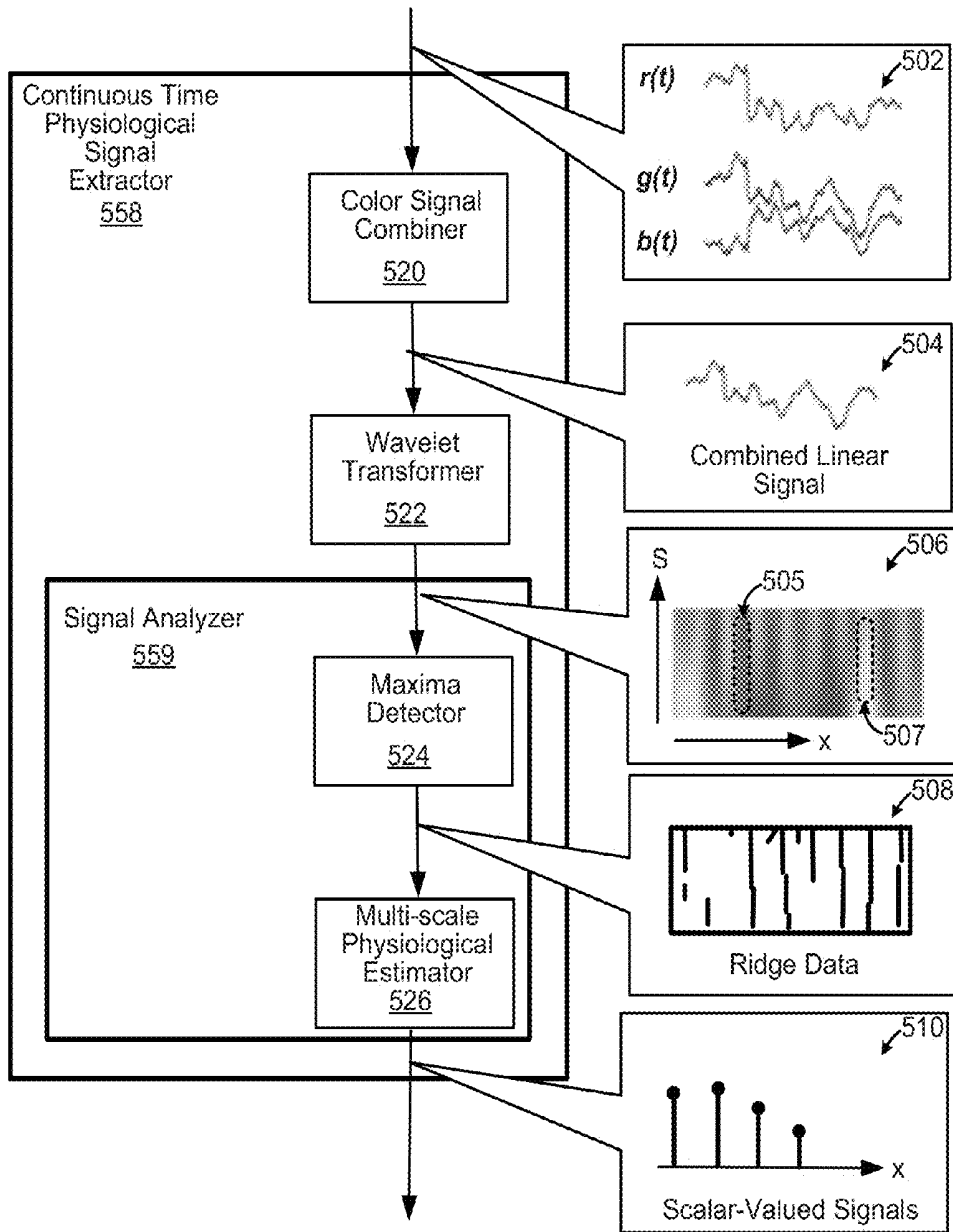 Continuous Time
Physiological
Signal
Extractor
558
Color Signal
Combiner
520
Wavelet
Transformer
522
Signal Analyzer
559
Maxima
Detector
524
Multi-scale
Physiological
Estimator
526
502
r(t)
g(t)
b(t)
504
Combined Linear
Signal
506
S
505
507
x
508
Ridge Data
510
x
Scalar-Valued Signals